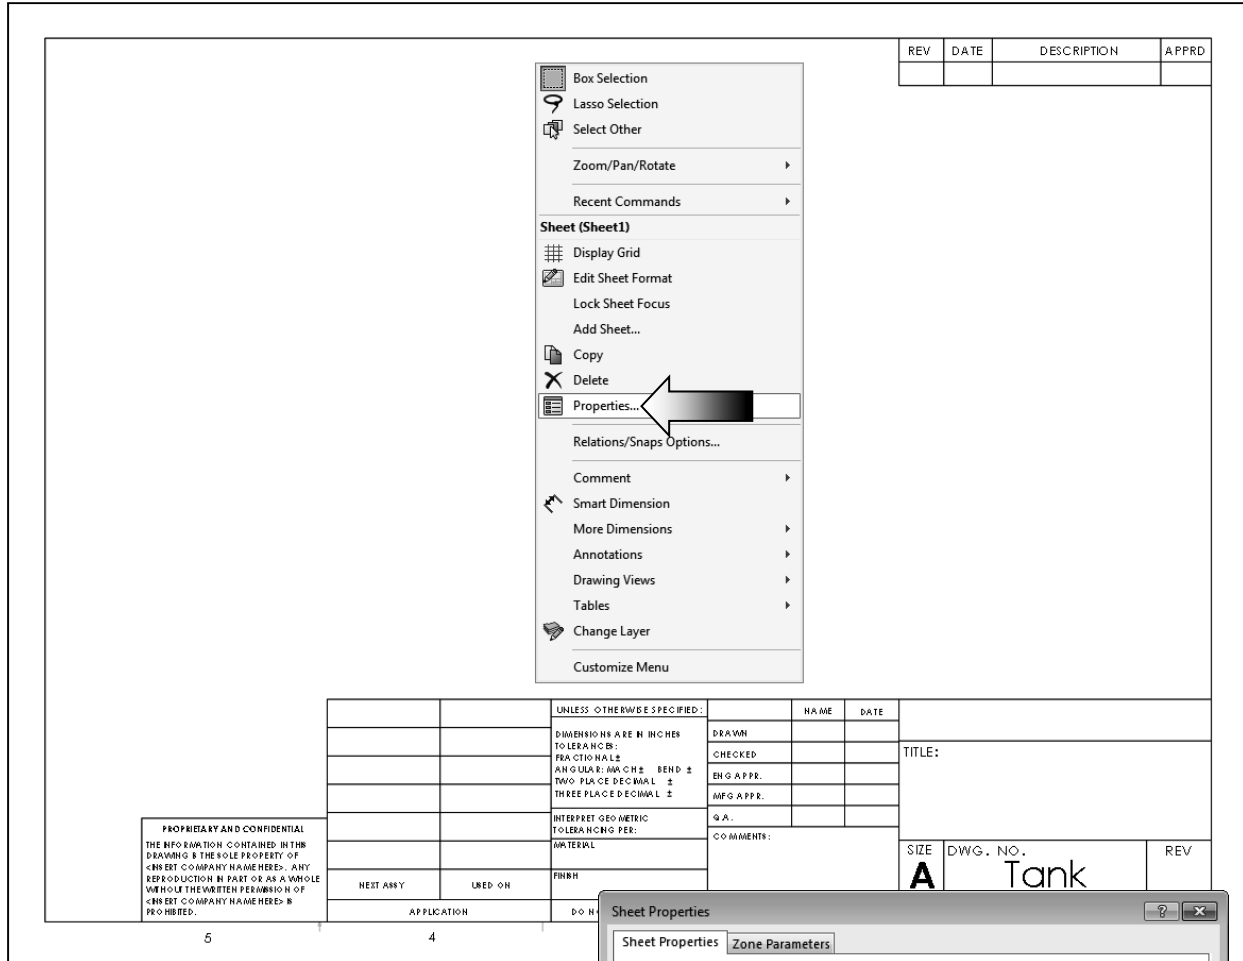 REV DATE DESCRIPTION APPRD
Box Selection
Lasso Selection
Select Other
Zoom/Pan/Rotate
Recent Commands
Sheet (Sheet1)
Display Grid
Edit Sheet Format
Lock Sheet Focus
Add Sheet...
Copy
Delete
Properties...
Relations/Snaps Options...
Comment
Smart Dimension
More Dimensions
Annotations
Drawing Views
Tables
Change Layer
Customize Menu
PROPRIETARY AND CONFIDENTIAL
THE INFORMATION CONTAINED IN THIS
DRAWING IS THE SOLE PROPERTY OF
<INSERT COMPANY NAME HERE>. ANY
REPRODUCTION IN PART OR AS A WHOLE
WITHOUT THE WRITTEN PERMISSION OF
<INSERT COMPANY NAME HERE> IS
PROHIBITED.
NEXT ASSY USED ON
APPLICATION
UNLESS OTHERWISE SPECIFIED:
DIMENSIONS ARE IN INCHES
TOLERANCES:
FRACTIONAL±
ANGULAR: MACH± BEND ±
TWO PLACE DECIMAL ±
THREE PLACE DECIMAL ±
INTERPRET GEOMETRIC
TOLERANCING PER:
MATERIAL
FINISH
DO NO
NAME DATE
DRAWN
CHECKED
ENG APPR.
MFG APPR.
Q.A.
COMMENTS:
TITLE:
SIZE DWG. NO. REV
A Tank
5 4
Sheet Properties
Sheet Properties Zone Parameters